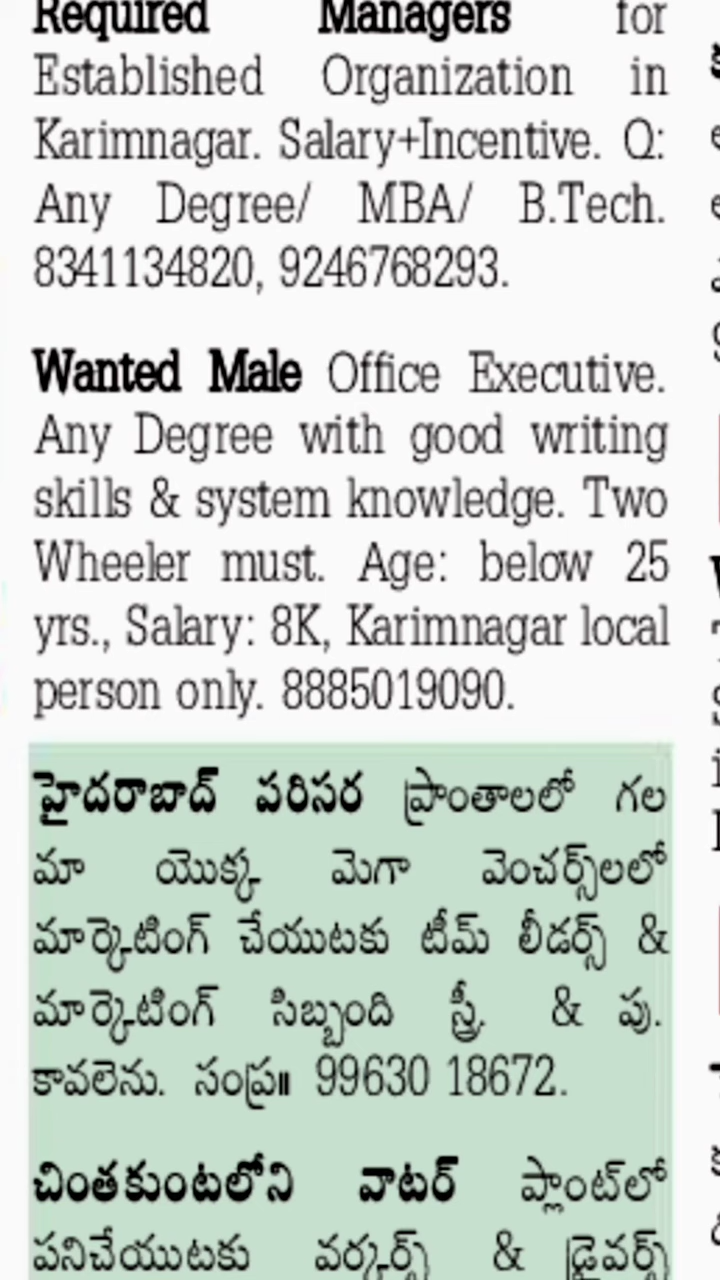 Required Managers for
Established Organization in
Karimnagar. Salary+Incentive. Q:
Any Degree/ MBA/ B.Tech.
8341134820, 9246768293.
Wanted Male Office Executive.
Any Degree with good writing
skills & system knowledge. Two
Wheeler must. Age: below 25
yrs., Salary: 8K, Karimnagar local
person only. 8885019090.
హైదరాబాద్ పరిసర ప్రాంతాలలో గల
మా యొక్క మెగా వెంచర్స్‌లలో
మార్కెటింగ్ చేయుటకు టీమ్ లీడర్స్ &
మార్కెటింగ్ సిబ్బంది స్త్రీ. & పు.
కావలెను. సంప్ర॥ 99630 18672.
చింతకుంటలోని వాటర్ ప్లాంట్‌లో
పనిచేయుటకు వర్కర్స్ & డ్రైవర్స్